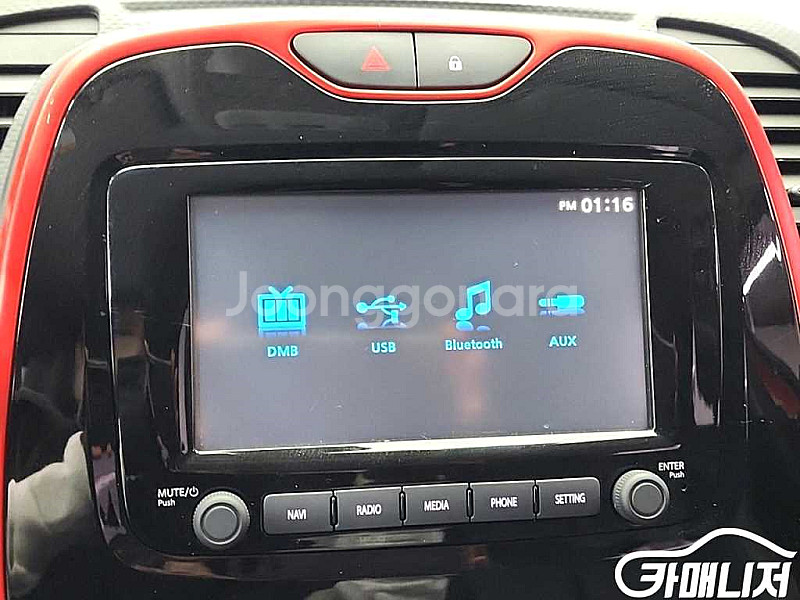 PM 01:16
Joonggonara
DMB USB Bluetooth AUX
MUTE/ ENTER
Push Push
NAVI RADIO MEDIA PHONE SETTING
카매니저